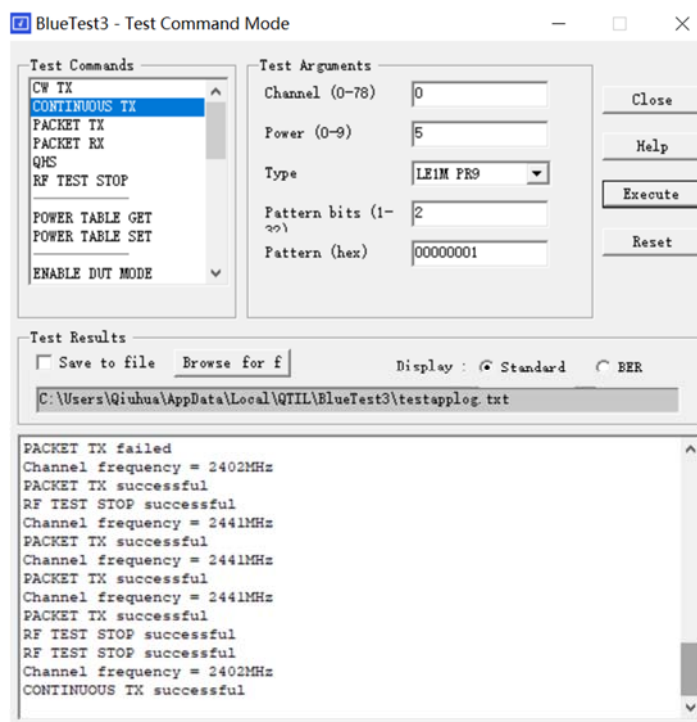 BlueTest3 - Test Command Mode
Test Commands
CW TX
CONTINUOUS TX
PACKET TX
PACKET RX
QHS
RF TEST STOP
POWER TABLE GET
POWER TABLE SET
ENABLE DUT MODE
Test Arguments
Channel (0-78) 0
Power (0-9) 5
Type LE1M PR9
Pattern bits (1-32) 2
Pattern (hex) 00000001
Close
Help
Execute
Reset
Test Results
Save to file Browse for f Display : Standard BER
C:\Users\Qiuhua\AppData\Local\QTIL\BlueTest3\testapplog.txt
PACKET TX failed
Channel frequency = 2402MHz
PACKET TX successful
RF TEST STOP successful
Channel frequency = 2441MHz
PACKET TX successful
Channel frequency = 2441MHz
PACKET TX successful
Channel frequency = 2441MHz
PACKET TX successful
RF TEST STOP successful
RF TEST STOP successful
Channel frequency = 2402MHz
CONTINUOUS TX successful